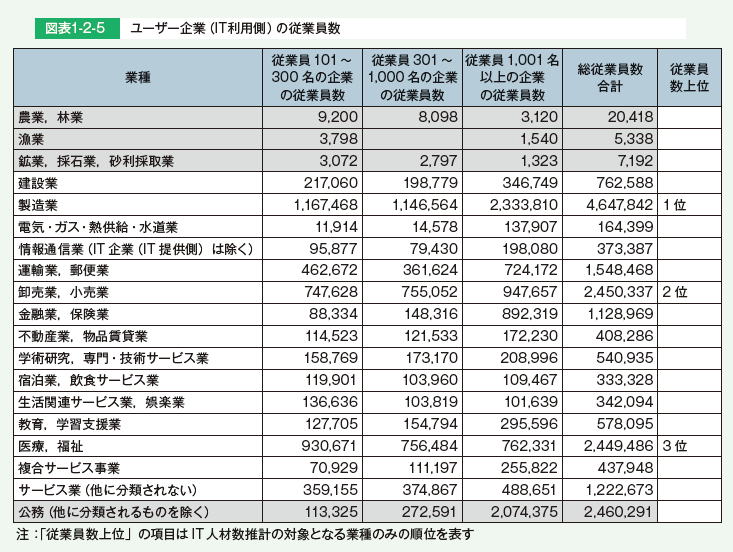 図表1-2-5 ユーザー企業（IT利用側）の従業員数
業種 従業員 101～300 名の企業の従業員数 従業員 301～1,000 名の企業の従業員数 従業員 1,001 名以上の企業の従業員数 総従業員数合計 従業員数上位
農業，林業 9,200 8,098 3,120 20,418
漁業 3,798 1,540 5,338
鉱業，採石業，砂利採取業 3,072 2,797 1,323 7,192
建設業 217,060 198,779 346,749 762,588
製造業 1,167,468 1,146,564 2,333,810 4,647,842 1 位
電気・ガス・熱供給・水道業 11,914 14,578 137,907 164,399
情報通信業（IT 企業（IT 提供側） は除く） 95,877 79,430 198,080 373,387
運輸業，郵便業 462,672 361,624 724,172 1,548,468
卸売業，小売業 747,628 755,052 947,657 2,450,337 2 位
金融業，保険業 88,334 148,316 892,319 1,128,969
不動産業，物品賃貸業 114,523 121,533 172,230 408,286
学術研究，専門・技術サービス業 158,769 173,170 208,996 540,935
宿泊業，飲食サービス業 119,901 103,960 109,467 333,328
生活関連サービス業，娯楽業 136,636 103,819 101,639 342,094
教育，学習支援業 127,705 154,794 295,596 578,095
医療，福祉 930,671 756,484 762,331 2,449,486 3 位
複合サービス事業 70,929 111,197 255,822 437,948
サービス業（他に分類されない） 359,155 374,867 488,651 1,222,673
公務（他に分類されるものを除く） 113,325 272,591 2,074,375 2,460,291
注：「従業員数上位」の項目は IT 人材数推計の対象となる業種のみの順位を表す